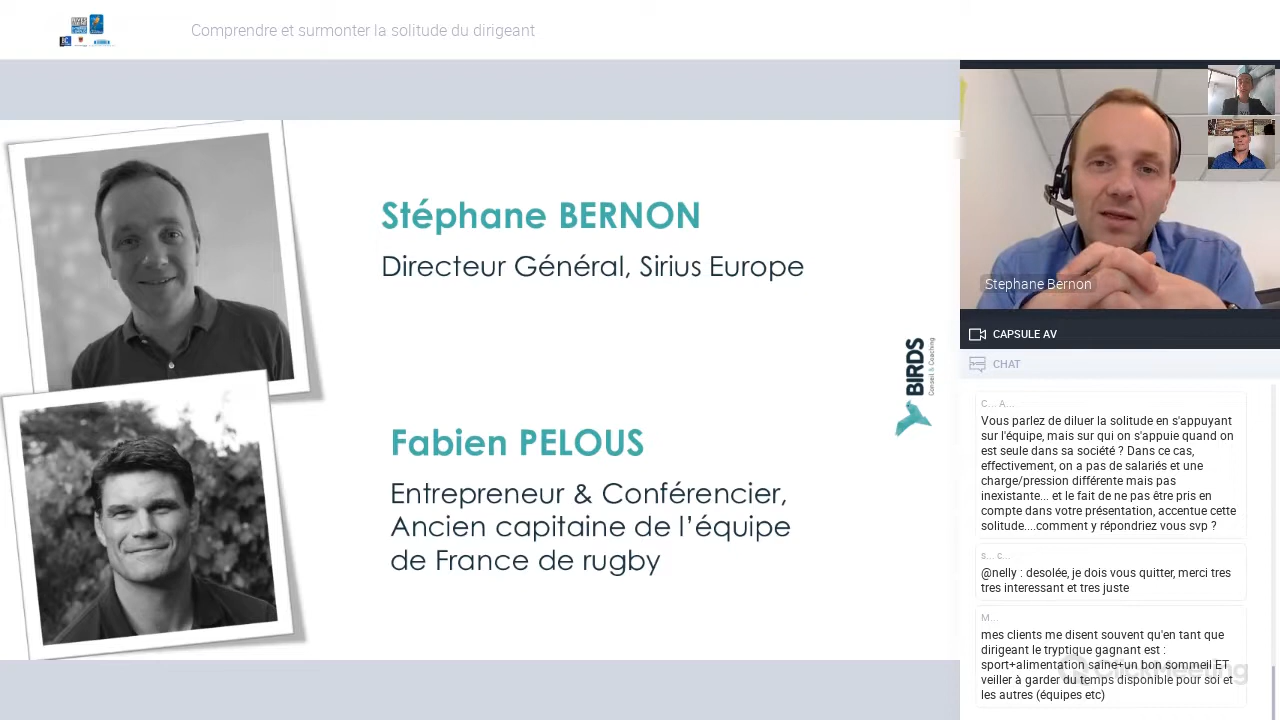 Comprendre et surmonter la solitude du dirigeant
Stéphane BERNON
Directeur Général, Sirius Europe
BIRDS
Conseil & Coaching
Fabien PELOUS
Entrepreneur & Conférencier,
Ancien capitaine de l'équipe
de France de rugby
Stephane Bernon
CAPSULE AV
CHAT
C... A...
Vous parlez de diluer la solitude en s'appuyant
sur l'équipe, mais sur qui on s'appuie quand on
est seule dans sa société ? Dans ce cas,
effectivement, on a pas de salariés et une
charge/pression différente mais pas
inexistante... et le fait de ne pas être pris en
compte dans votre présentation, accentue cette
solitude....comment y répondriez vous svp ?
s... c...
@nelly : desolée, je dois vous quitter, merci tres
tres interessant et tres juste
M...
mes clients me disent souvent qu'en tant que
dirigeant le tryptique gagnant est :
sport+alimentation saine+un bon sommeil ET
veiller à garder du temps disponible pour soi et
les autres (équipes etc)
ClickMeeting